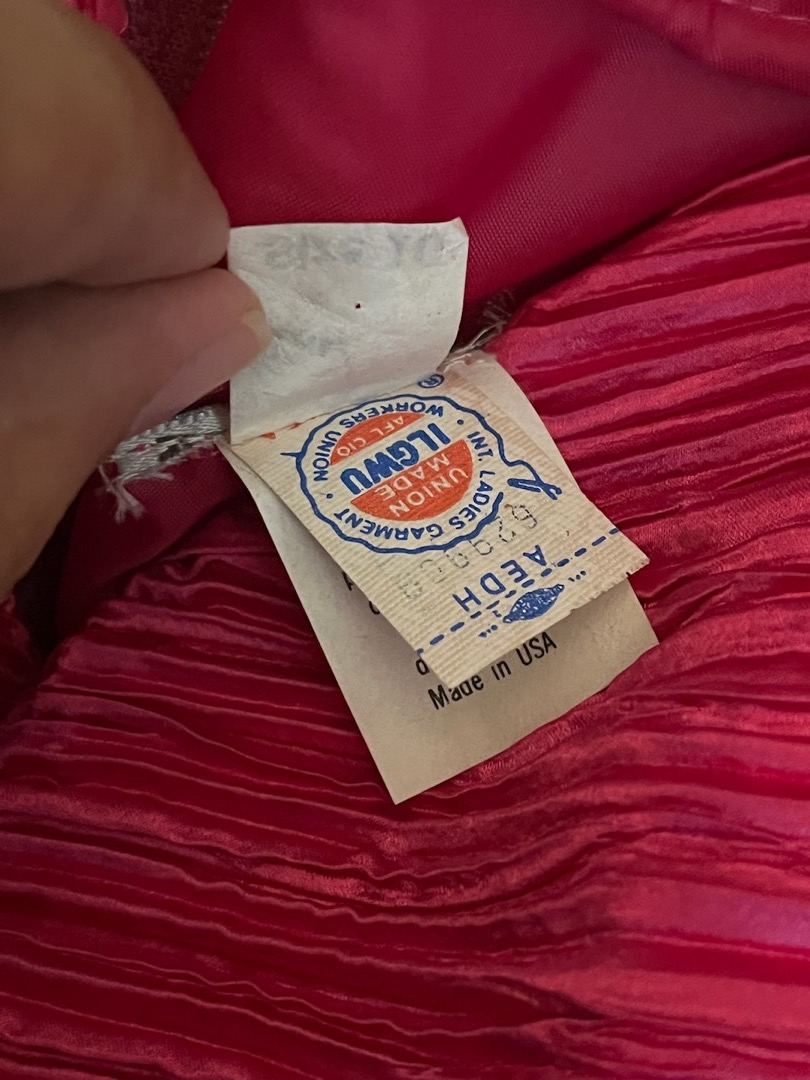 ®
INT. LADIES GARMENT WORKERS UNION
AFL CIO
ILGWU
UNION
MADE
AEDH
Made in USA